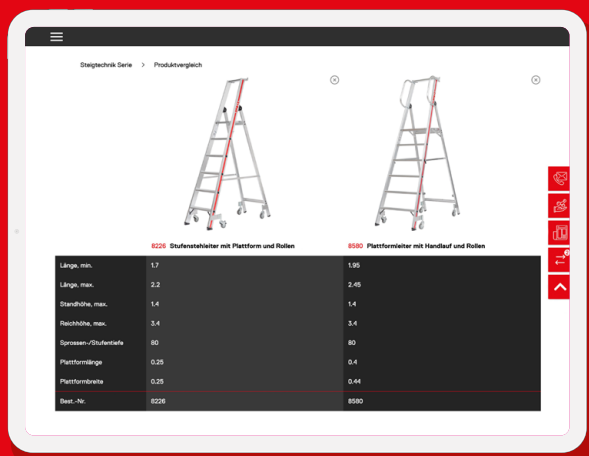 Steigtechnik Serie > Produktvergleich
8226 Stufenstehleiter mit Plattform und Rollen
8580 Plattformleiter mit Handlauf und Rollen
Länge, min. 1.7 1.95
Länge, max. 2.2 2.45
Standhöhe, max. 1.4 1.4
Reichhöhe, max. 3.4 3.4
Sprossen-/Stufentiefe 80 80
Plattformlänge 0.25 0.4
Plattformbreite 0.25 0.44
Best.-Nr. 8226 8580